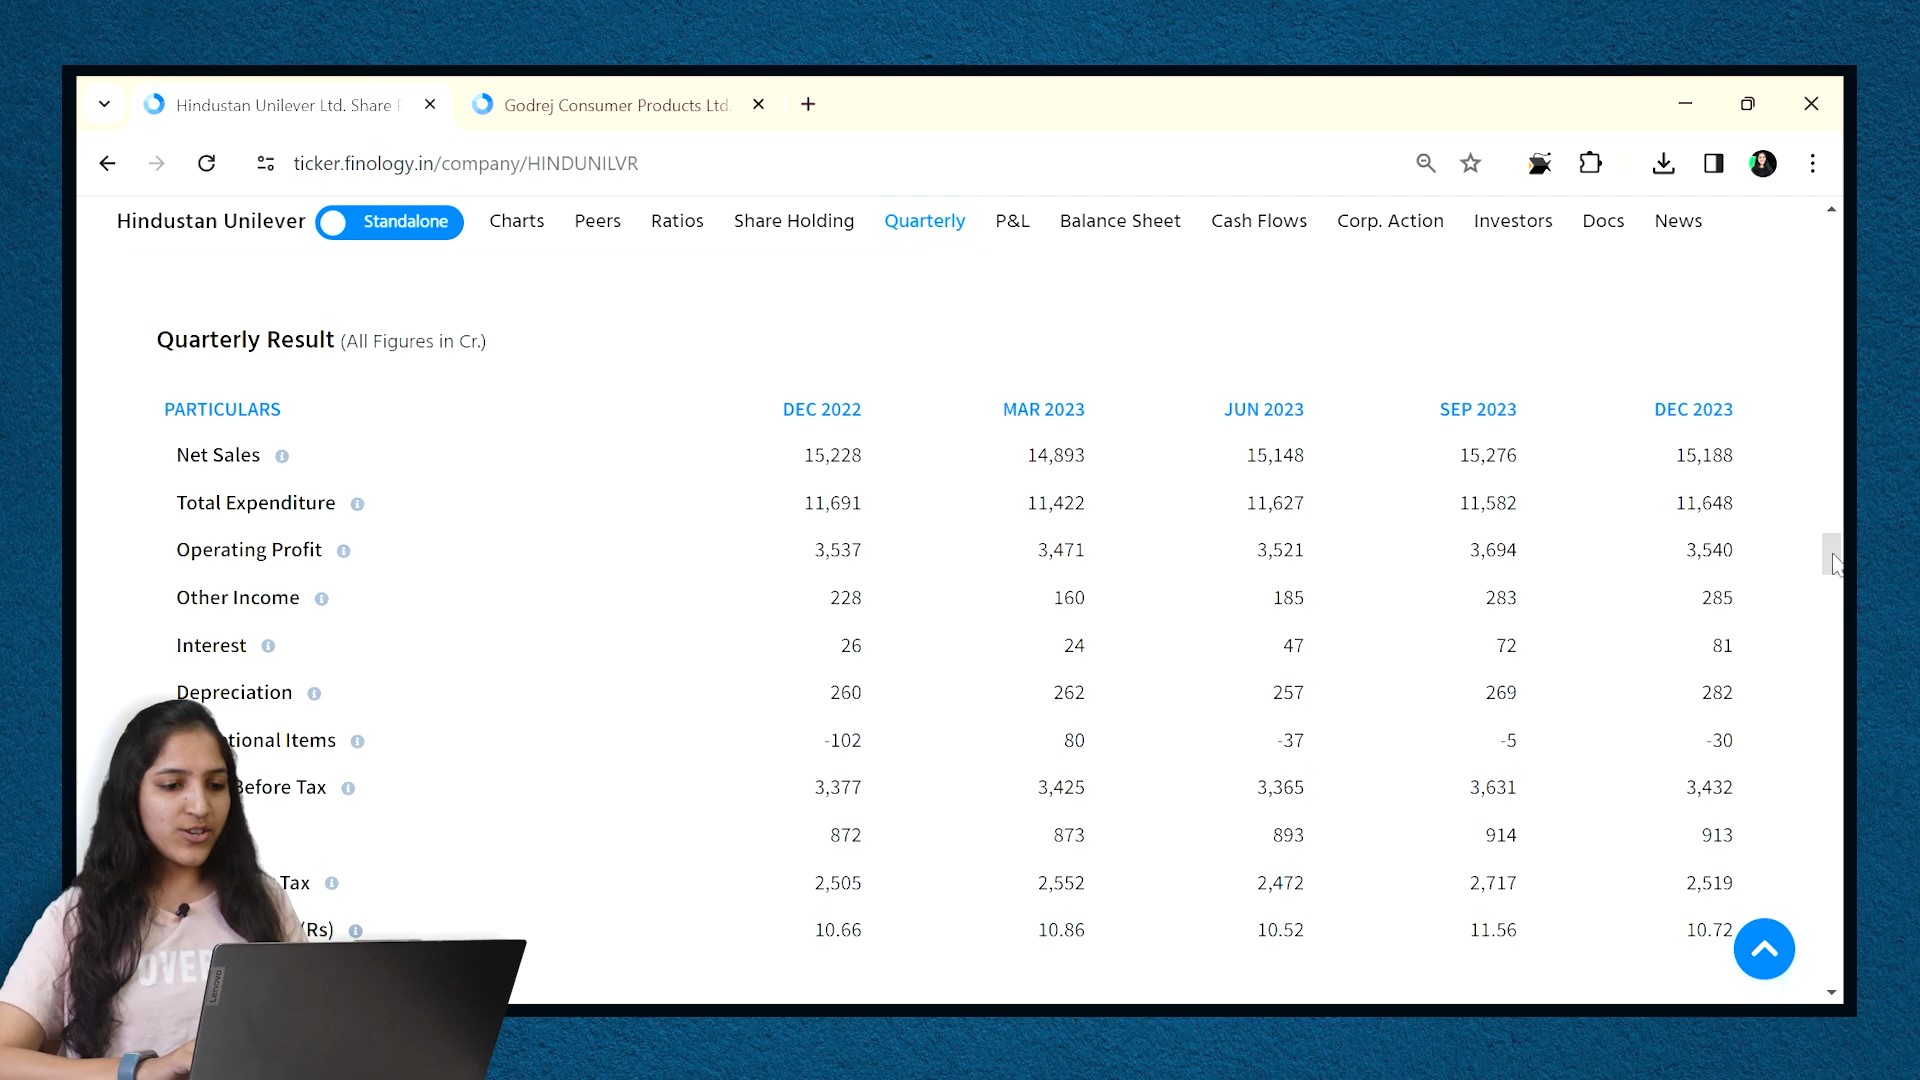 Hindustan Unilever Ltd. Share
Godrej Consumer Products Ltd.
ticker.finology.in/company/HINDUNILVR
Hindustan Unilever Standalone Charts Peers Ratios Share Holding Quarterly P&L Balance Sheet Cash Flows Corp. Action Investors Docs News
Quarterly Result (All Figures in Cr.)
PARTICULARS DEC 2022 MAR 2023 JUN 2023 SEP 2023 DEC 2023
Net Sales 15,228 14,893 15,148 15,276 15,188
Total Expenditure 11,691 11,422 11,627 11,582 11,648
Operating Profit 3,537 3,471 3,521 3,694 3,540
Other Income 228 160 185 283 285
Interest 26 24 47 72 81
Depreciation 260 262 257 269 282
tional Items -102 80 -37 -5 -30
Before Tax 3,377 3,425 3,365 3,631 3,432
872 873 893 914 913
Tax 2,505 2,552 2,472 2,717 2,519
(Rs) 10.66 10.86 10.52 11.56 10.72
OVER
Lenovo